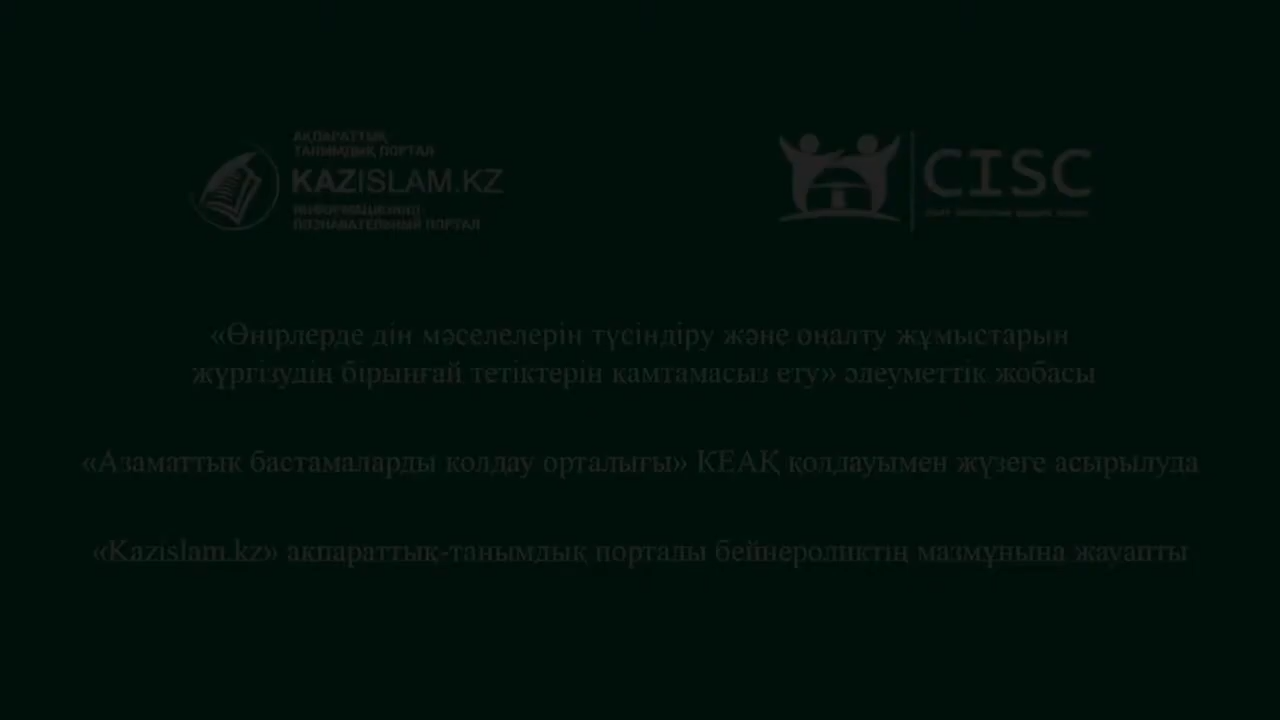 АҚПАРАТТЫҚ
ТАНЫМДЫҚ ПОРТАЛ
KAZISLAM.KZ
ИНФОРМАЦИОННО-
ПОЗНАВАТЕЛЬНЫЙ ПОРТАЛ
CISC
«Өңірлерде дін мәселелерін түсіндіру және оңалту жұмыстарын
жүргізудің бірыңғай тетіктерін қамтамасыз ету» әлеуметтік жобасы
«Азаматтық бастамаларды қолдау орталығы» КЕАҚ қолдауымен жүзеге асырылуда
«Kazislam.kz» ақпараттық-танымдық порталы бейнероликтің мазмұнына жауапты